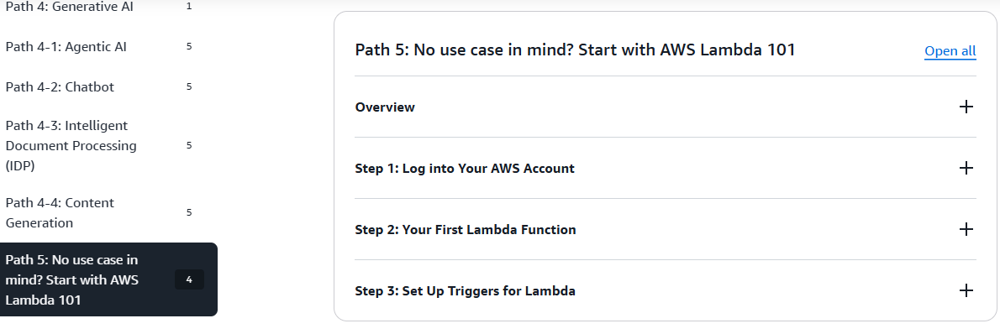 Path 4: Generative AI
1
Path 4-1: Agentic AI
5
Path 4-2: Chatbot
5
Path 4-3: Intelligent
Document Processing
(IDP)
5
Path 4-4: Content
Generation
5
Path 5: No use case in
mind? Start with AWS
Lambda 101
4
Path 5: No use case in mind? Start with AWS Lambda 101
Open all
Overview
Step 1: Log into Your AWS Account
Step 2: Your First Lambda Function
Step 3: Set Up Triggers for Lambda